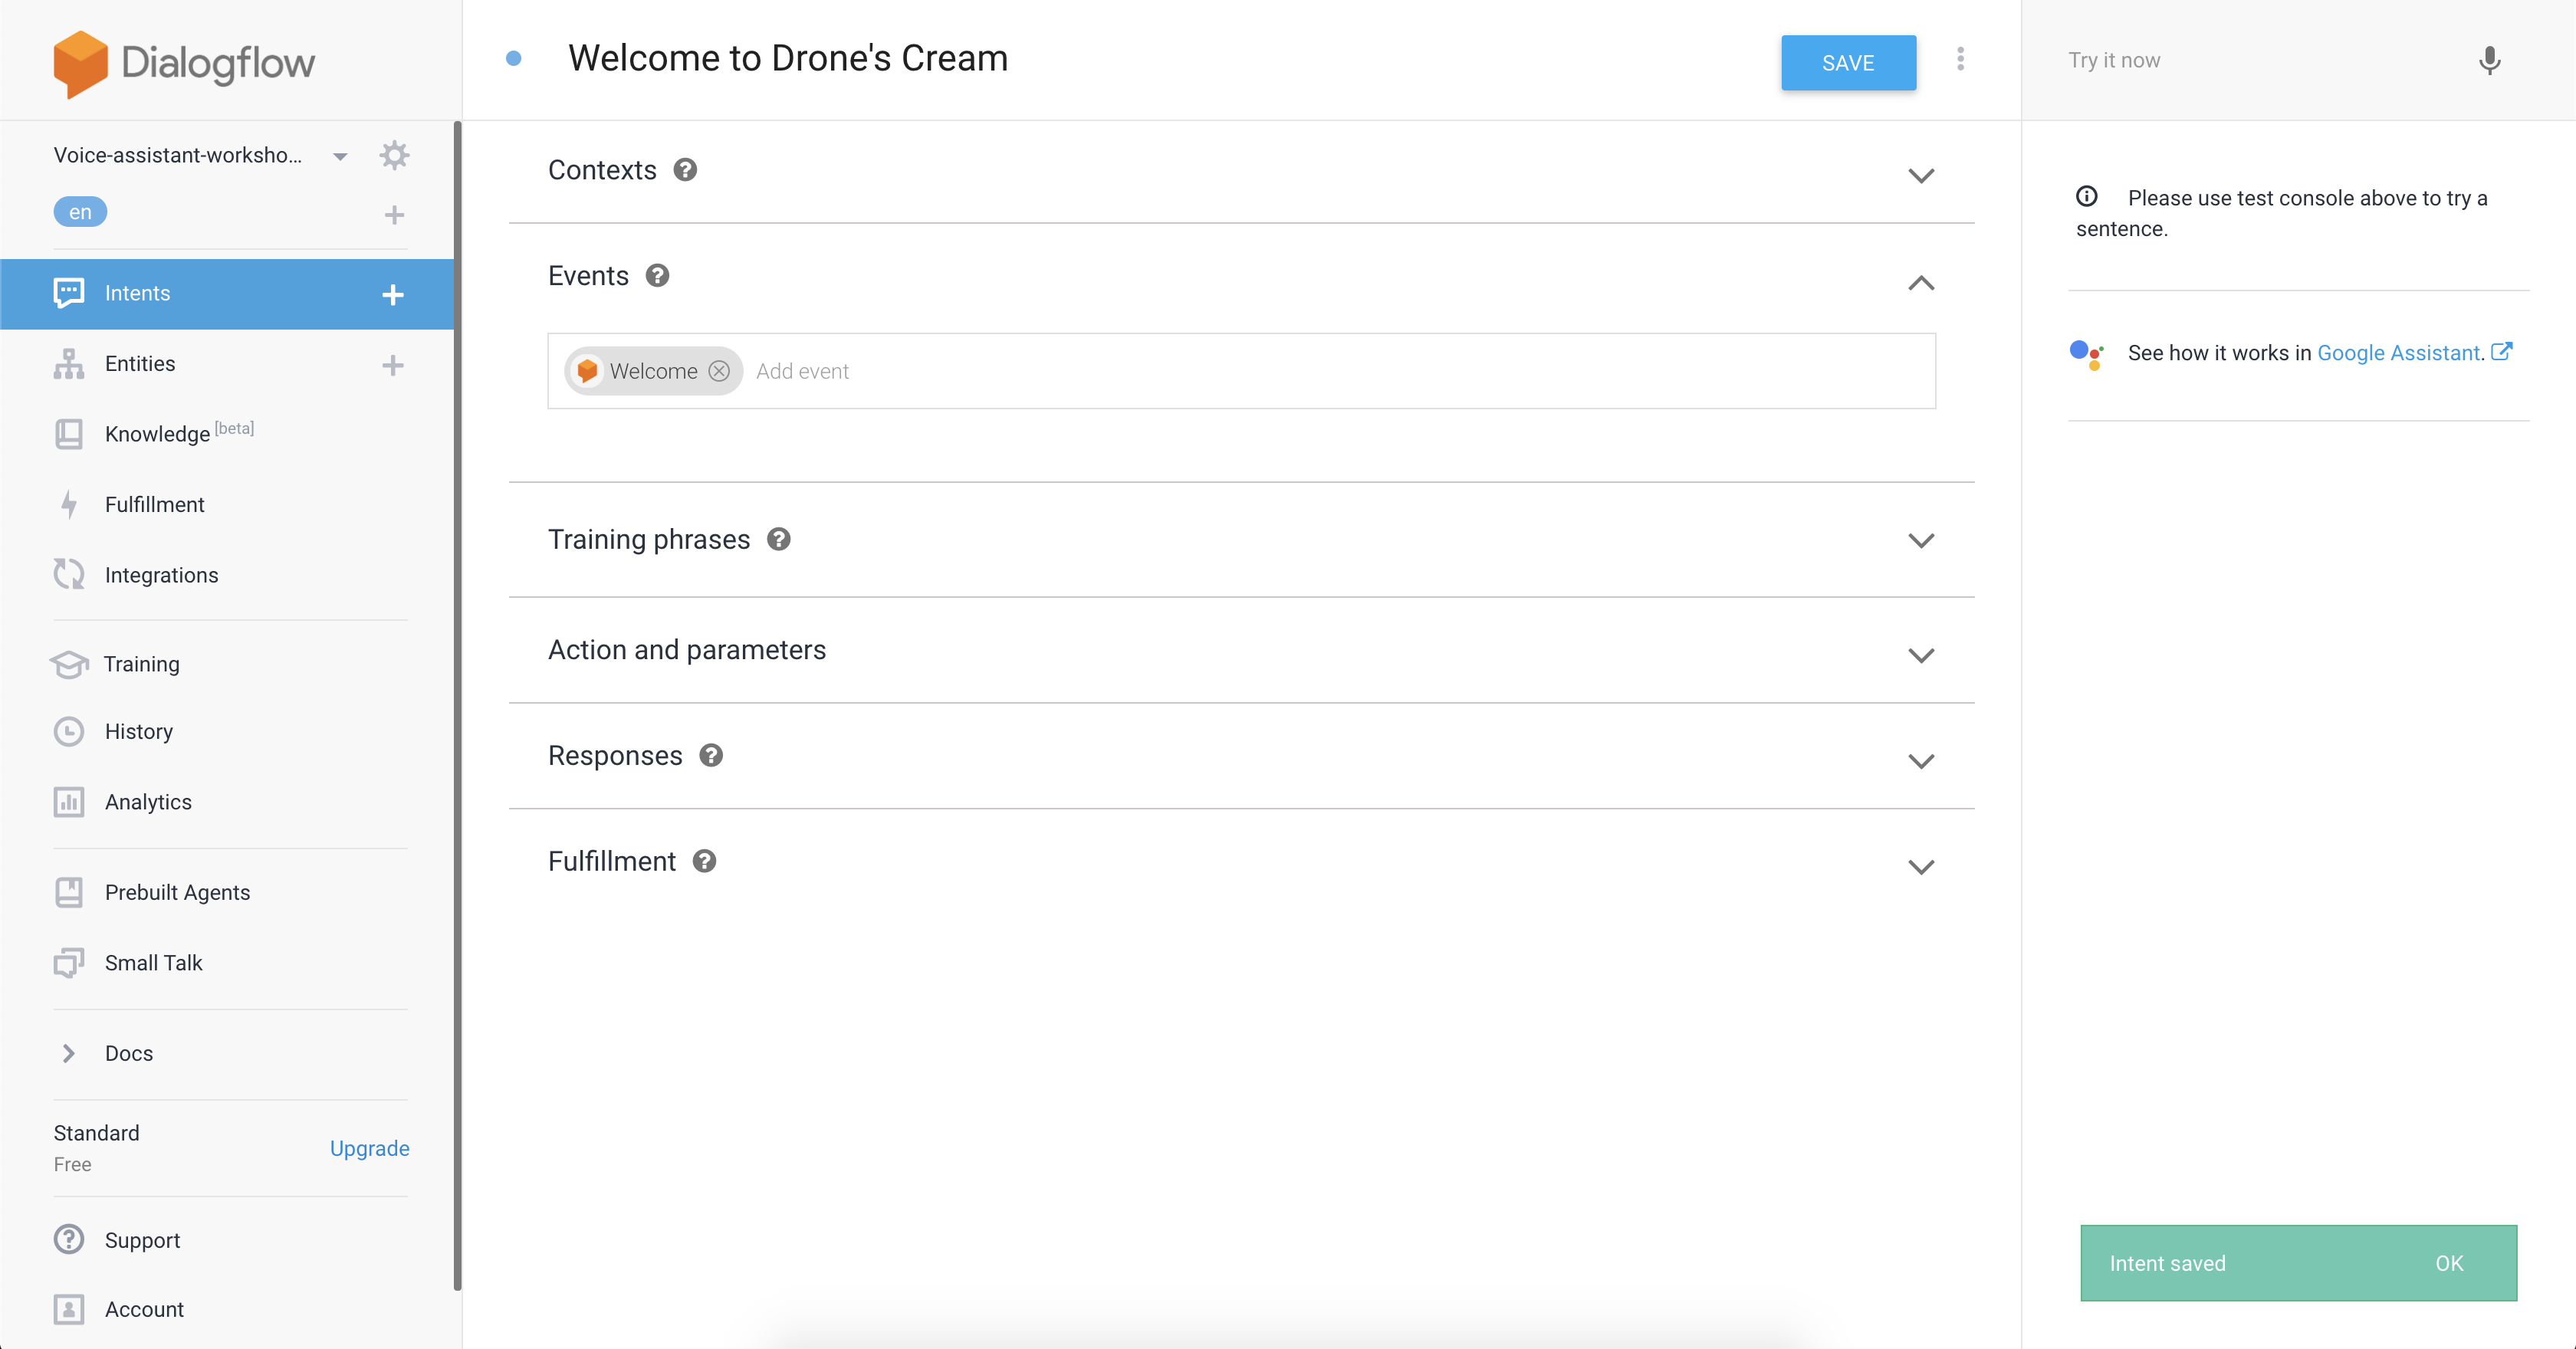 Dialogflow
Voice-assistant-worksho...
en
Intents
Entities
Knowledge [beta]
Fulfillment
Integrations
Training
History
Analytics
Prebuilt Agents
Small Talk
Docs
Standard
Free
Upgrade
Support
Account
Welcome to Drone's Cream
SAVE
Contexts
Events
Welcome
Add event
Training phrases
Action and parameters
Responses
Fulfillment
Try it now
Please use test console above to try a
sentence.
See how it works in Google Assistant.
Intent saved
OK